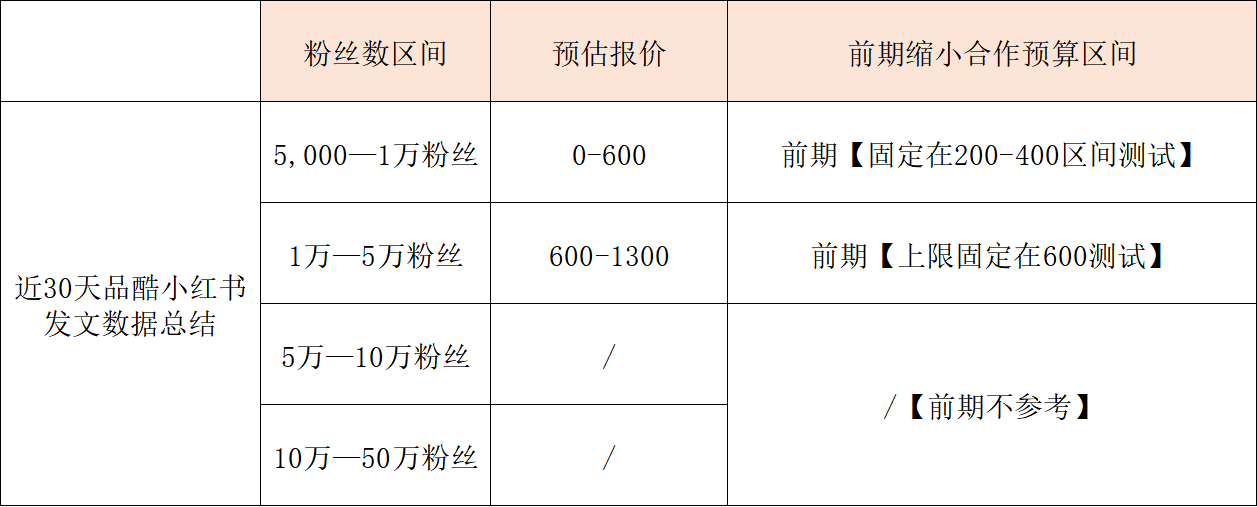 粉丝数区间 预估报价 前期缩小合作预算区间
5,000—1万粉丝 0-600 前期【固定在200-400区间测试】
1万—5万粉丝 600-1300 前期【上限固定在600测试】
近30天品酷小红书
发文数据总结
5万—10万粉丝 /
/【前期不参考】
10万—50万粉丝 /